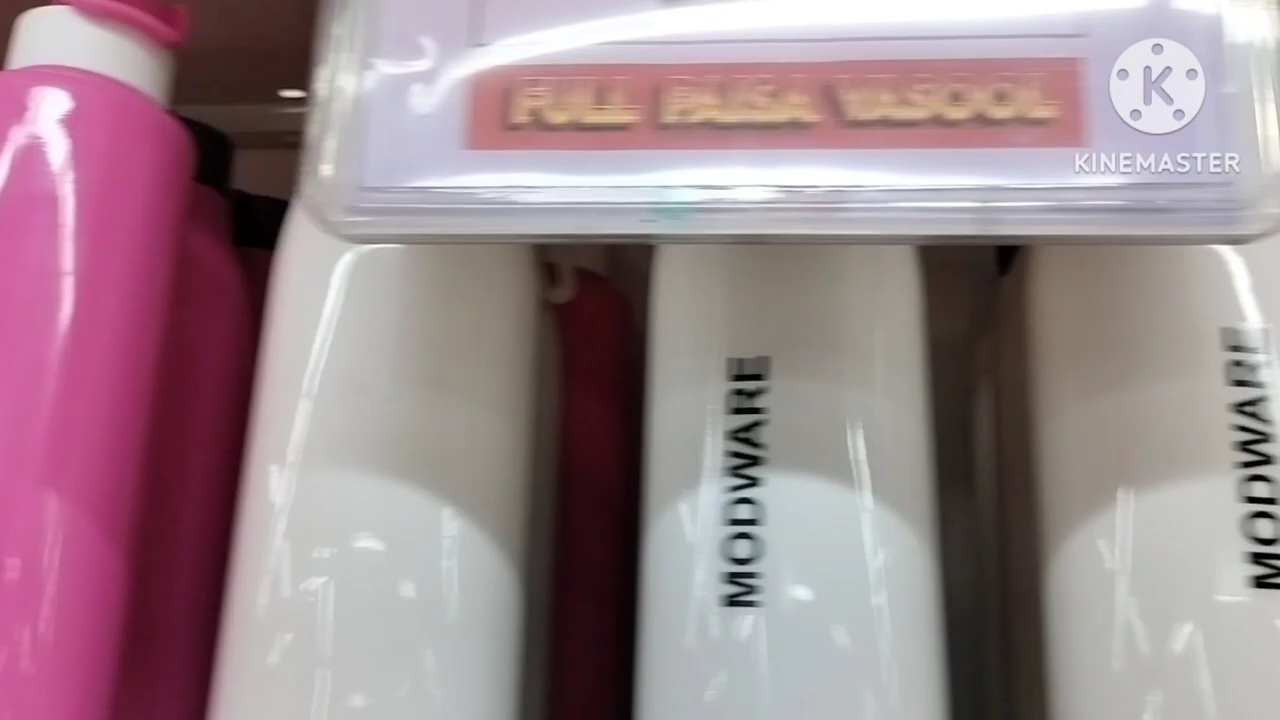 FULL PAISA VASOOL
K
KINEMASTER
MODWARE
MODWARE